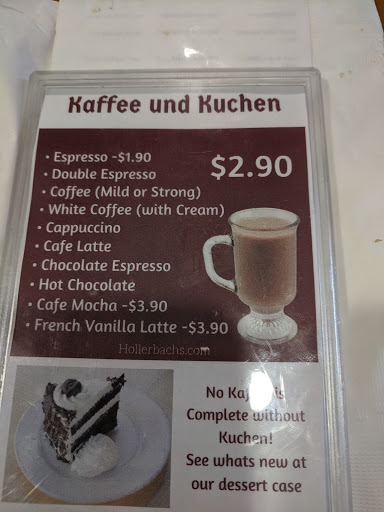 Kaffee und Kuchen
• Espresso -$1.90
• Double Espresso
$2.90
• Coffee (Mild or Strong)
• White Coffee (with Cream)
• Cappuccino
• Cafe Latte
• Chocolate Espresso
• Hot Chocolate
• Cafe Mocha -$3.90
• French Vanilla Latte -$3.90
Hollerbachs.com
No is
Complete without
Kuchen!
See whats new at
our dessert case